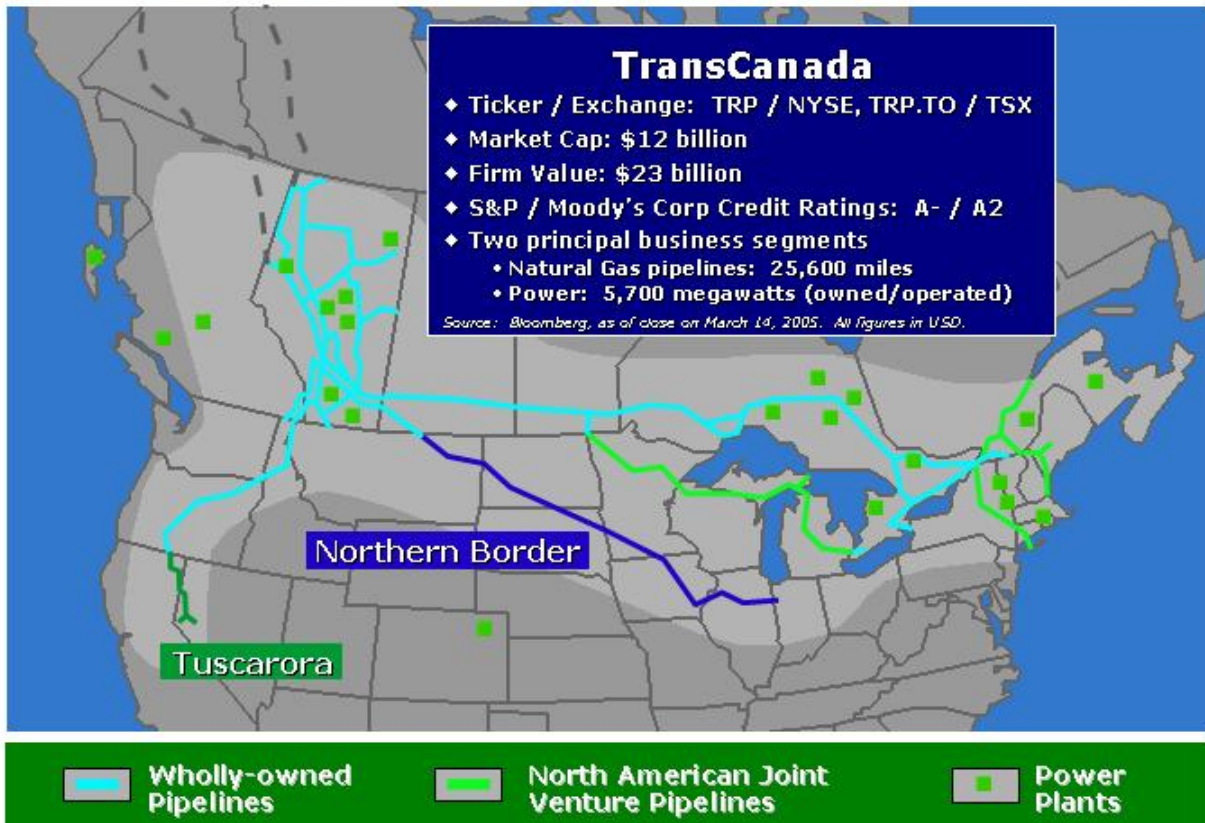 TransCanada
◆ Ticker / Exchange: TRP / NYSE, TRP.TO / TSX
◆ Market Cap: $12 billion
◆ Firm Value: $23 billion
◆ S&P / Moody's Corp Credit Ratings: A- / A2
◆ Two principal business segments
• Natural Gas pipelines: 25,600 miles
• Power: 5,700 megawatts (owned/operated)
Source: Bloomberg, as of close on March 14, 2005. All figures in USD.
Northern Border
Tuscarora
Wholly-owned
Pipelines
North American Joint
Venture Pipelines
Power
Plants